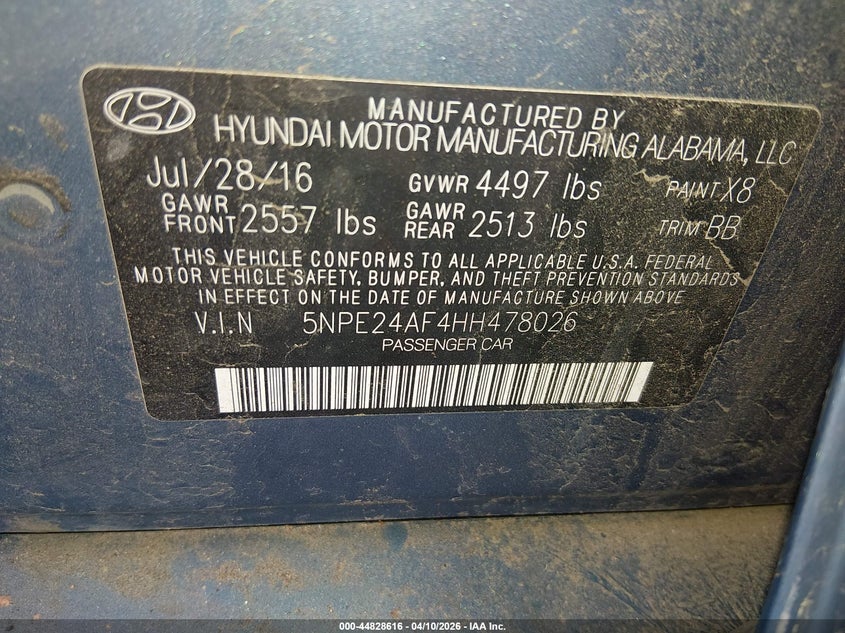 MANUFACTURED BY
HYUNDAI MOTOR MANUFACTURING ALABAMA, LLC
Jul/28/16 GVWR 4497 lbs PAINT X8
GAWR FRONT 2557 lbs GAWR REAR 2513 lbs TRIM BB
THIS VEHICLE CONFORMS TO ALL APPLICABLE U.S.A. FEDERAL
MOTOR VEHICLE SAFETY, BUMPER, AND THEFT PREVENTION STANDARDS
IN EFFECT ON THE DATE OF MANUFACTURE SHOWN ABOVE
V.I.N 5NPE24AF4HH478026
PASSENGER CAR
000-44828616 - 04/10/2026 - IAA Inc.